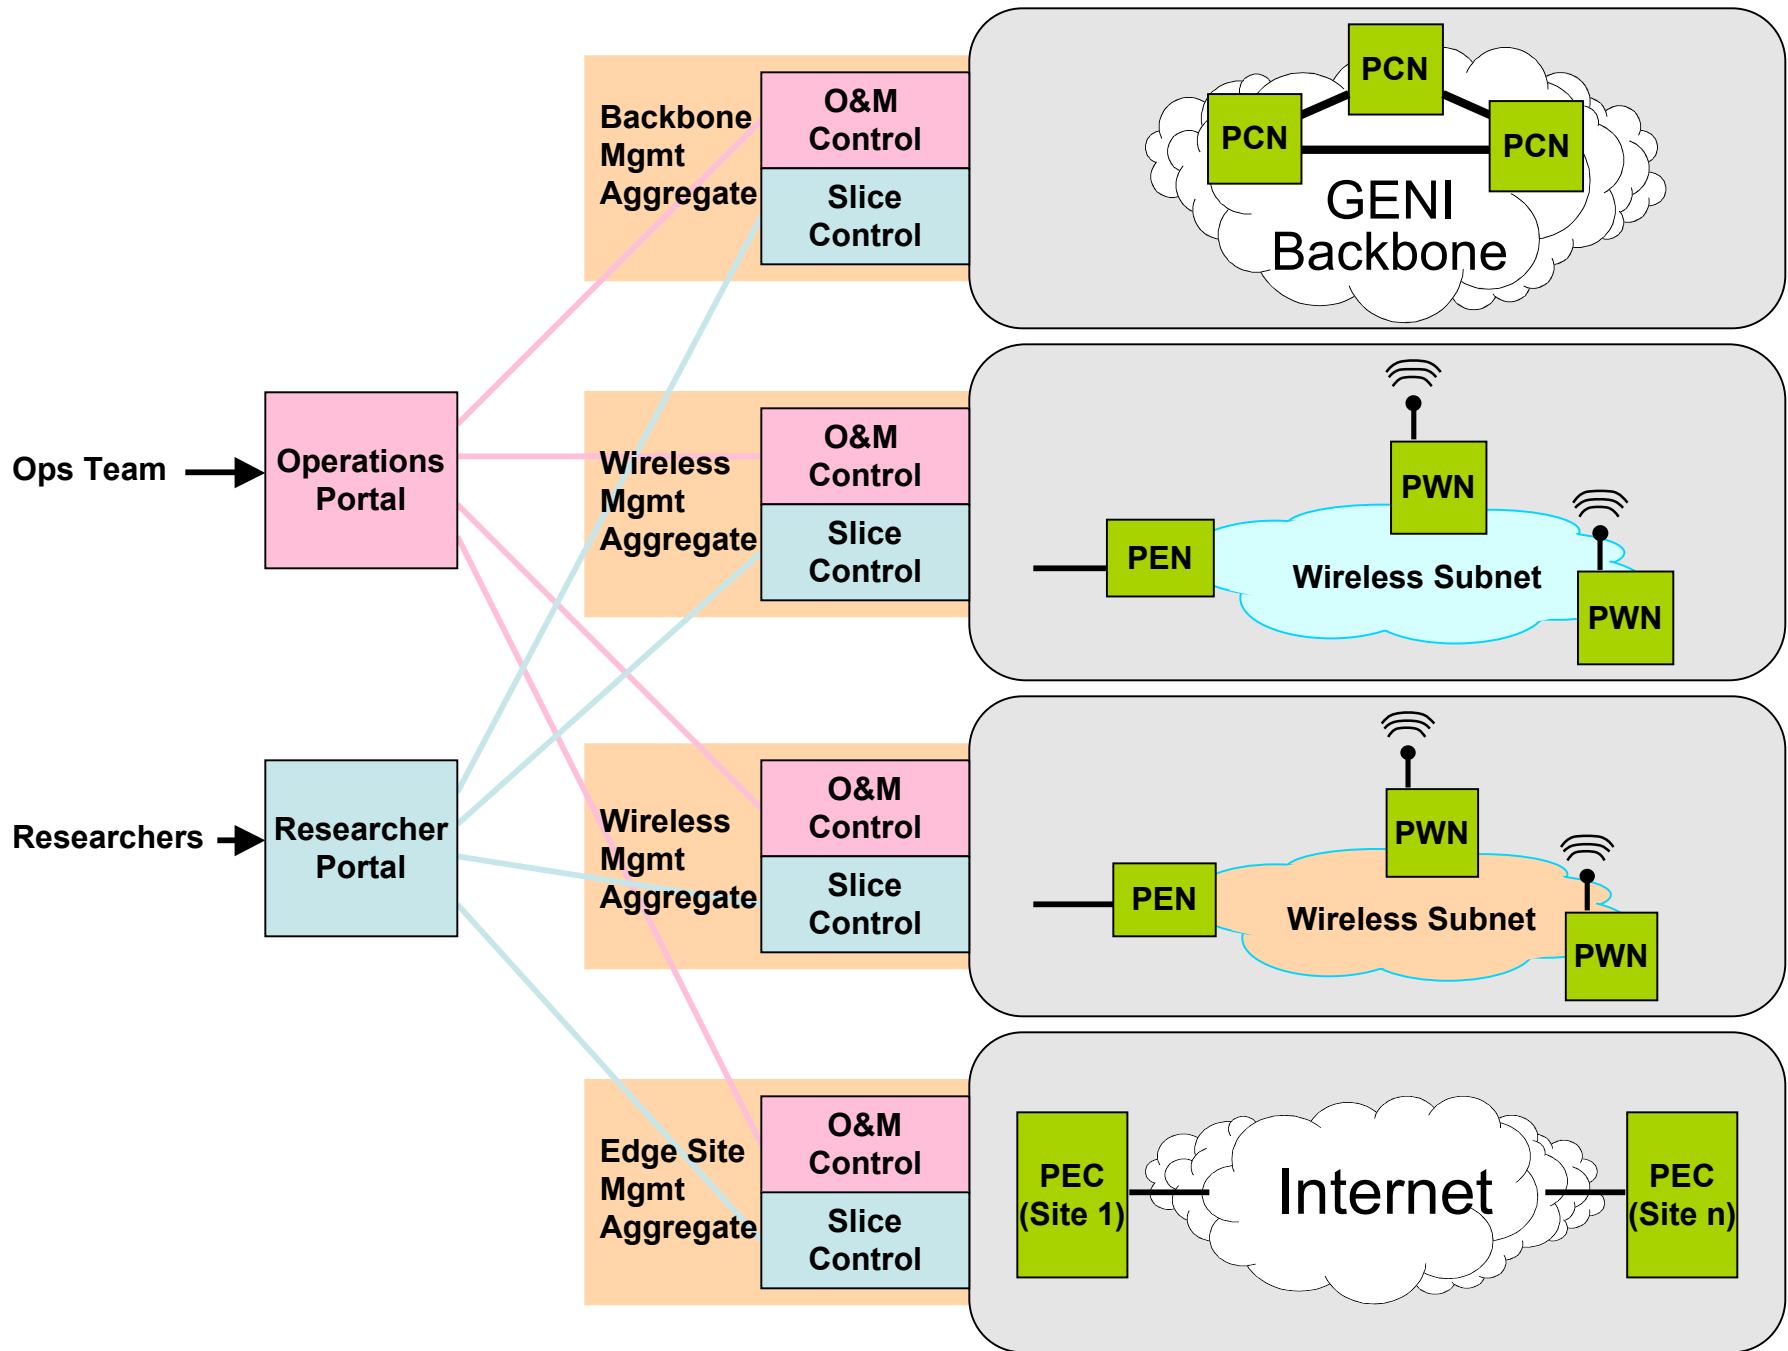 Ops Team
Operations
Portal
Researchers
Researcher
Portal
Backbone
Mgmt
Aggregate
O&M
Control
Slice
Control
PCN
PCN
PCN
GENI
Backbone
Wireless
Mgmt
Aggregate
O&M
Control
Slice
Control
PEN
PWN
PWN
Wireless Subnet
Wireless
Mgmt
Aggregate
O&M
Control
Slice
Control
PEN
PWN
PWN
Wireless Subnet
Edge Site
Mgmt
Aggregate
O&M
Control
Slice
Control
PEC
(Site 1)
Internet
PEC
(Site n)